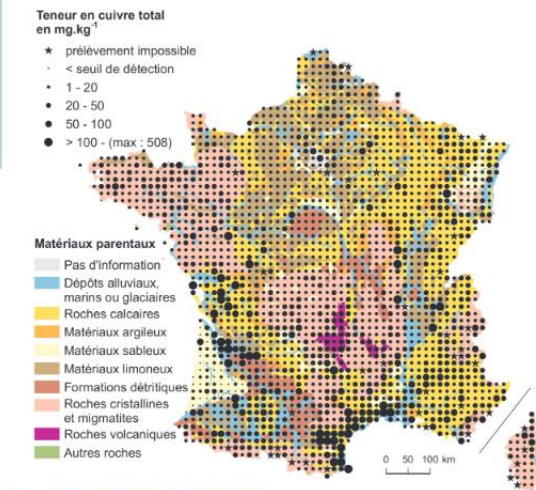 Teneur en cuivre total
en mg.kg-1
prélèvement impossible
< seuil de détection
1 - 20
20 - 50
50 - 100
> 100 - (max : 508)
Matériaux parentaux
Pas d'information
Dépôts alluviaux,
marins ou glaciaires
Roches calcaires
Matériaux argileux
Matériaux sableux
Matériaux limoneux
Formations détritiques
Roches cristallines
et migmatites
Roches volcaniques
Autres roches
0 50 100 km